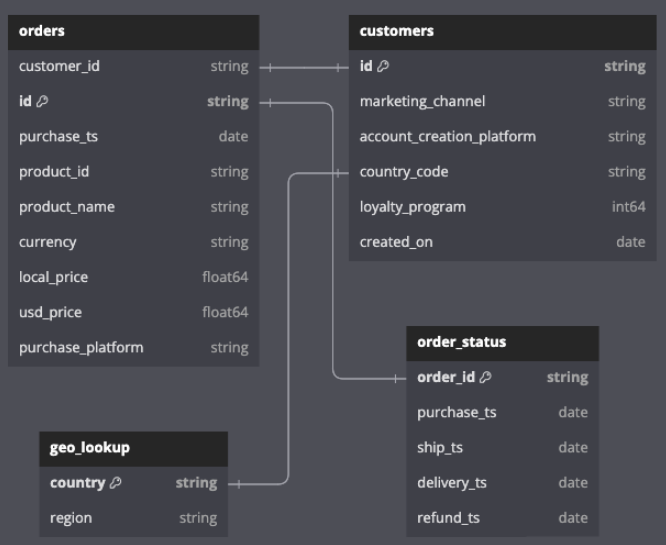 orders
customer_id string
id string
purchase_ts date
product_id string
product_name string
currency string
local_price float64
usd_price float64
purchase_platform string
customers
id string
marketing_channel string
account_creation_platform string
country_code string
loyalty_program int64
created_on date
order_status
order_id string
purchase_ts date
ship_ts date
delivery_ts date
refund_ts date
geo_lookup
country string
region string